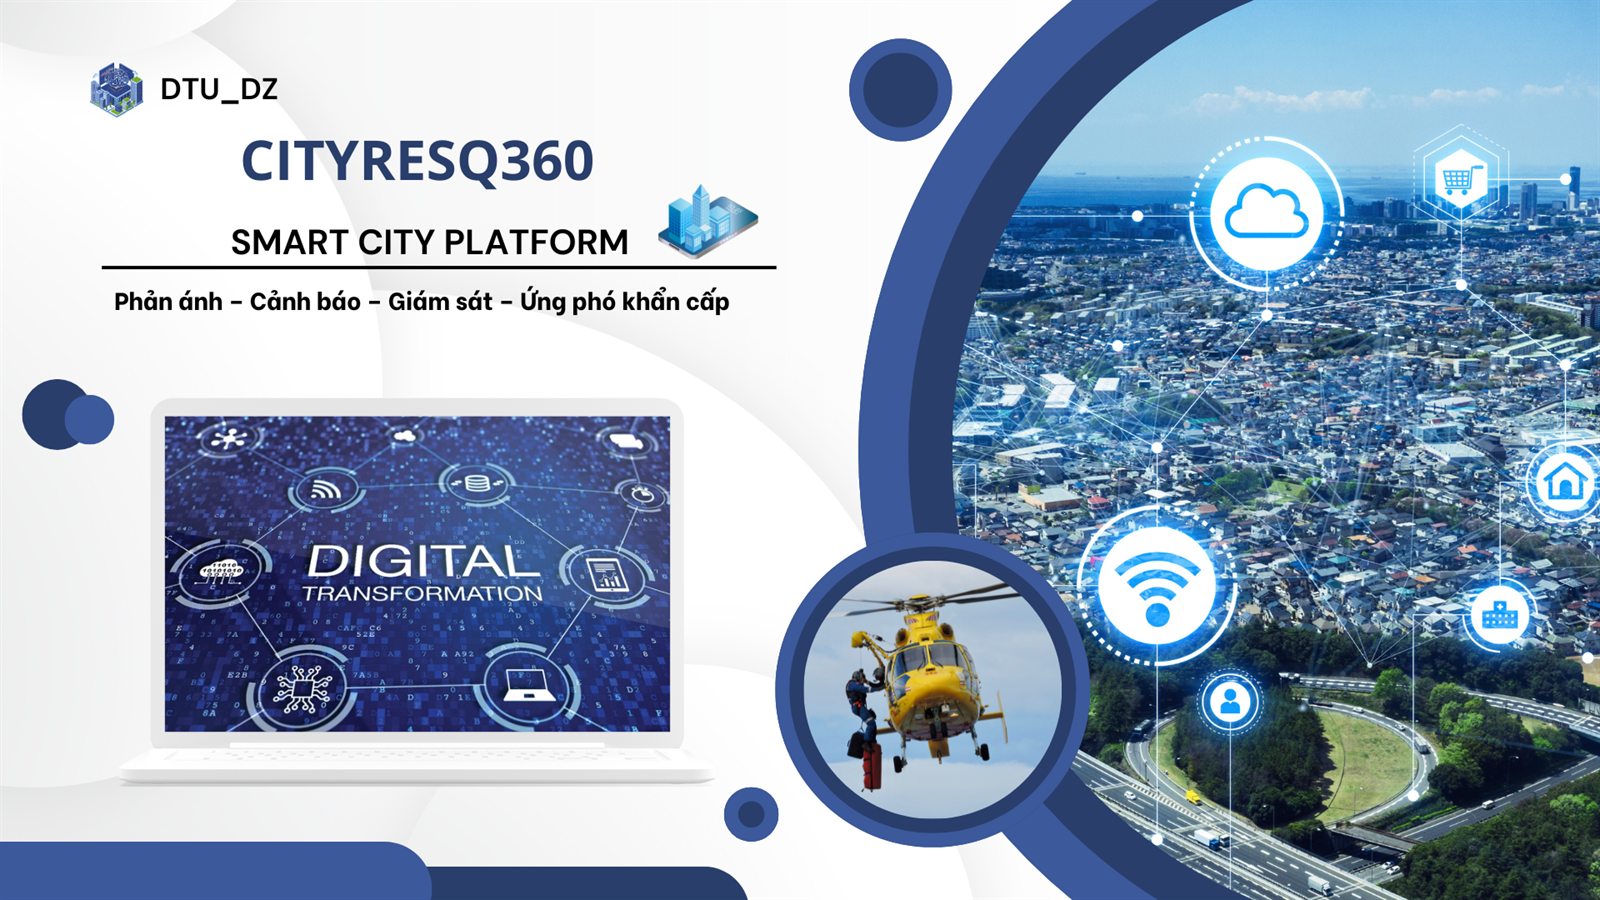 DTU_DZ
CITYRESQ360
SMART CITY PLATFORM
Phản ánh – Cảnh báo – Giám sát – Ứng phó khẩn cấp
DIGITAL
TRANSFORMATION